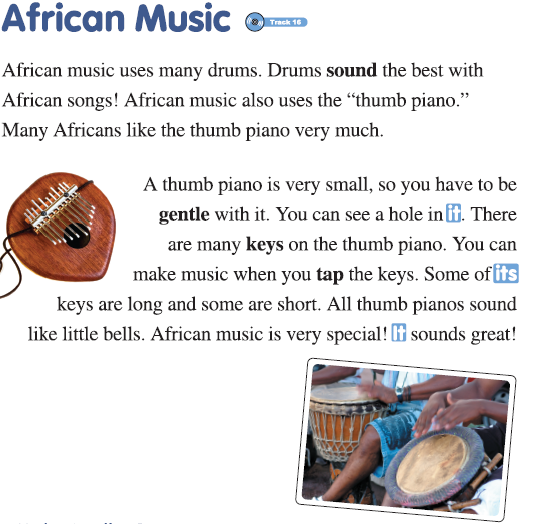 African Music
Track 16
African music uses many drums. Drums sound the best with
African songs! African music also uses the “thumb piano.”
Many Africans like the thumb piano very much.
A thumb piano is very small, so you have to be
gentle with it. You can see a hole in it. There
are many keys on the thumb piano. You can
make music when you tap the keys. Some of its
keys are long and some are short. All thumb pianos sound
like little bells. African music is very special! It sounds great!